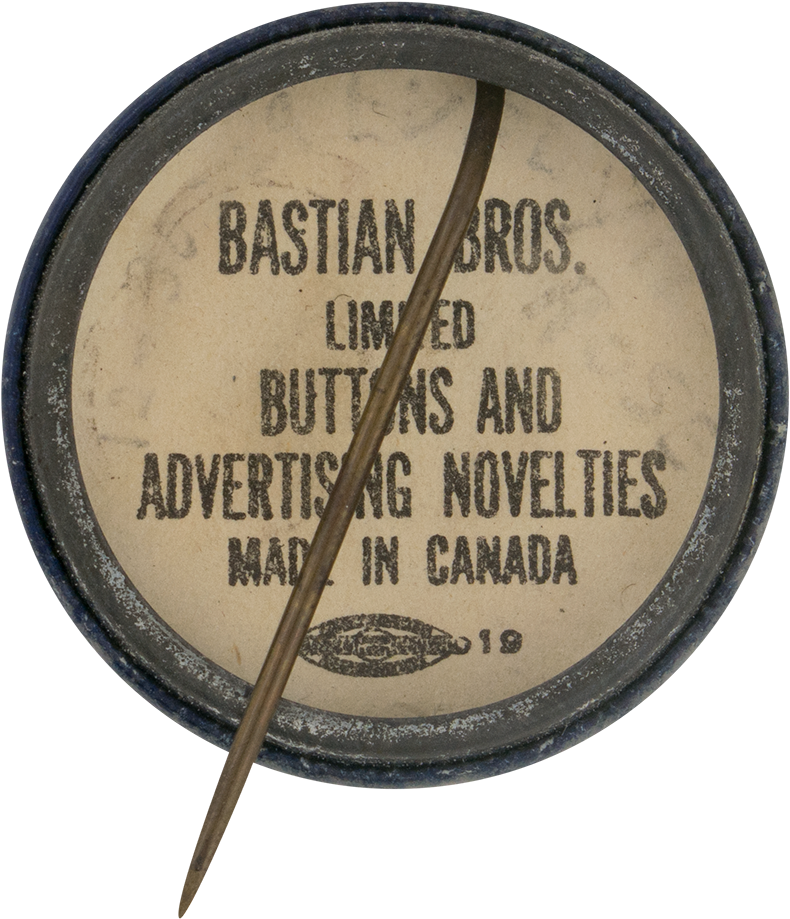 BASTIAN BROS.
LIMITED
BUTTONS AND
ADVERTISING NOVELTIES
MADE IN CANADA
19